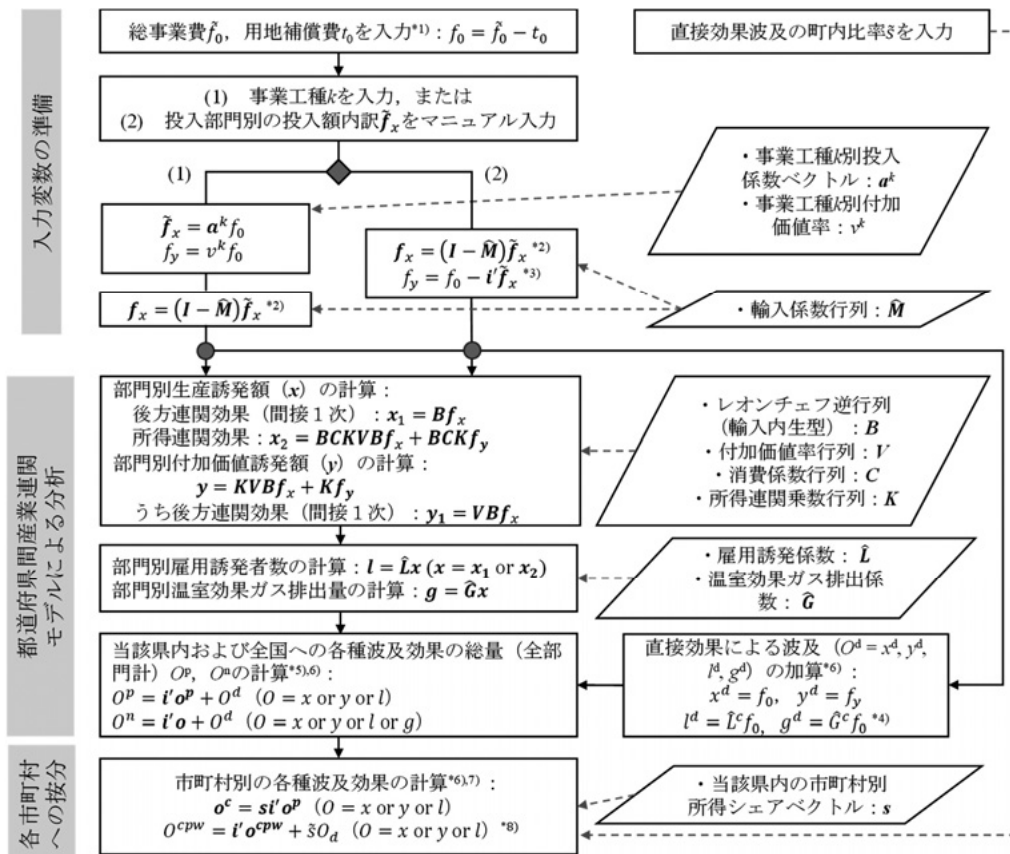 入力変数の準備
総事業費f̃₀，用地補償費t₀を入力*1)：f₀ = f̃₀ − t₀
直接効果波及の町内比率s̃を入力
(1) 事業工種kを入力，または
(2) 投入部門別の投入額内訳f̃ₓをマニュアル入力
(1)
(2)
・事業工種k別投入
係数ベクトル：aᵏ
・事業工種k別付加
価値率：vᵏ
f̃ₓ = aᵏf₀
f_y = vᵏf₀
fₓ = (I − M̂)f̃ₓ *2)
f_y = f₀ − i′f̃ₓ *3)
fₓ = (I − M̂)f̃ₓ *2)
・輸入係数行列：M̂
都道府県間産業連関
モデルによる分析
部門別生産誘発額（x）の計算：
後方連関効果（間接１次）：x₁ = Bfₓ
所得連関効果：x₂ = BCKVBfₓ + BCKf_y
部門別付加価値誘発額（y）の計算：
y = KVBfₓ + Kf_y
うち後方連関効果（間接１次）：y₁ = VBfₓ
・レオンチェフ逆行列
（輸入内生型）：B
・付加価値率行列：V
・消費係数行列：C
・所得連関乗数行列：K
部門別雇用誘発者数の計算：l = L̂x (x = x₁ or x₂)
部門別温室効果ガス排出量の計算：g = Ĝx
・雇用誘発係数：L̂
・温室効果ガス排出係
数：Ĝ
当該県内および全国への各種波及効果の総量（全部
門計）Oᵖ，Oⁿの計算*5),6)：
Oᵖ = i′oᵖ + Oᵈ（O = x or y or l）
Oⁿ = i′o + Oᵈ（O = x or y or l or g）
直接効果による波及（Oᵈ = xᵈ, yᵈ,
lᵈ, gᵈ）の加算*6)：
xᵈ = f₀， yᵈ = f_y
lᵈ = L̂ᶜf₀， gᵈ = Ĝᶜf₀ *4)
各市町村
への按分
市町村別の各種波及効果の計算*6),7)：
oᶜ = si′oᵖ（O = x or y or l）
Oᶜᵖʷ = i′oᶜᵖʷ + s̃O_d（O = x or y or l）*8)
・当該県内の市町村別
所得シェアベクトル：s